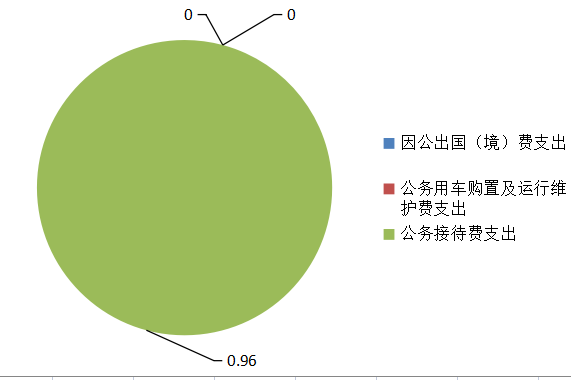 0
0
因公出国（境）费支出
公务用车购置及运行维
护费支出
公务接待费支出
0.96